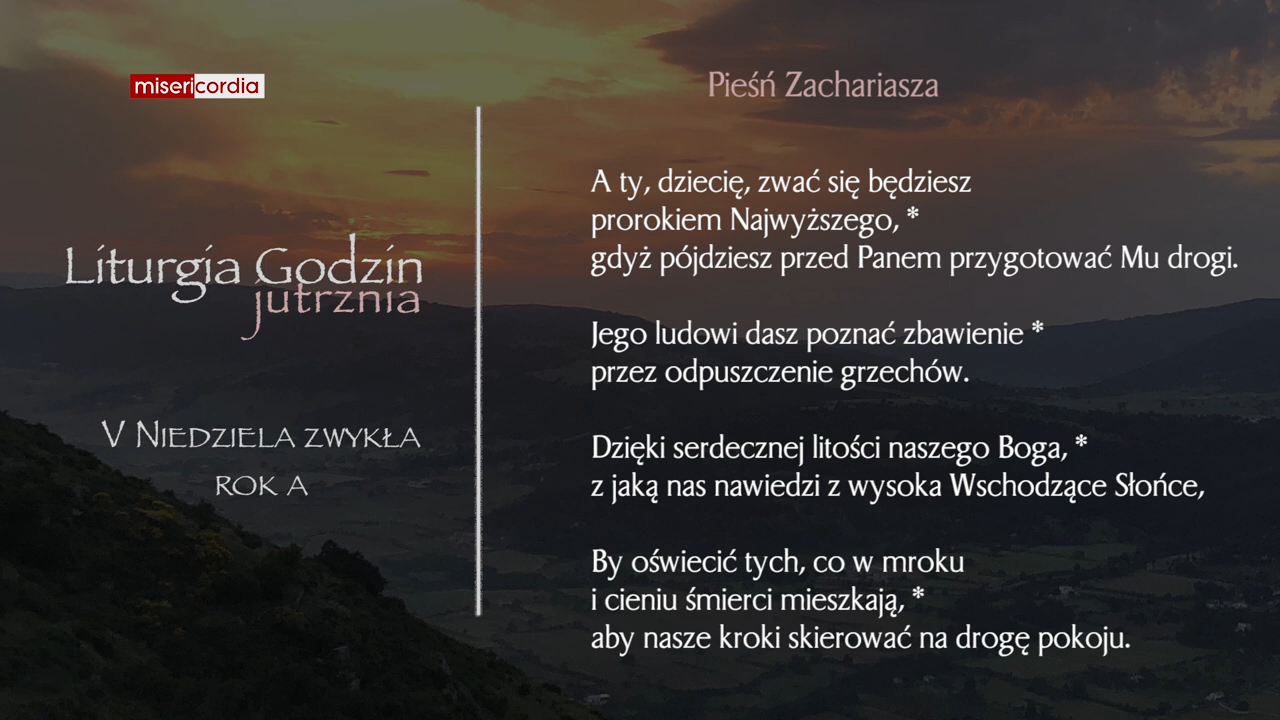 misericordia
Liturgia Godzin
jutrznia
V Niedziela zwykła
rok A
Pieśń Zachariasza
A ty, dziecię, zwać się będziesz
prorokiem Najwyższego, *
gdyż pójdziesz przed Panem przygotować Mu drogi.
Jego ludowi dasz poznać zbawienie *
przez odpuszczenie grzechów.
Dzięki serdecznej litości naszego Boga, *
z jaką nas nawiedzi z wysoka Wschodzące Słońce,
By oświecić tych, co w mroku
i cieniu śmierci mieszkają, *
aby nasze kroki skierować na drogę pokoju.